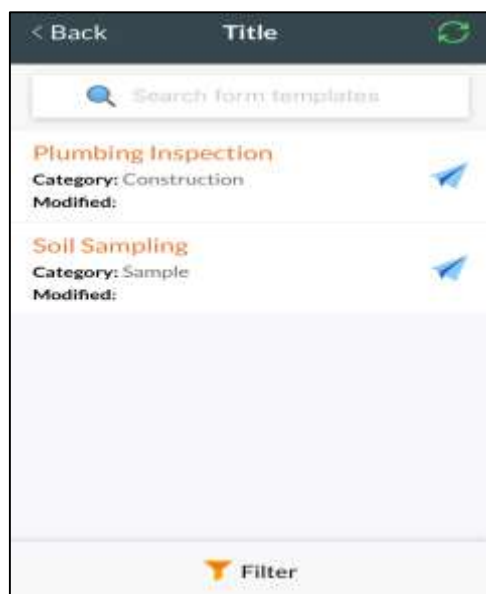 < Back Title
Search form templates
Plumbing Inspection
Category: Construction
Modified:
Soil Sampling
Category: Sample
Modified:
Filter